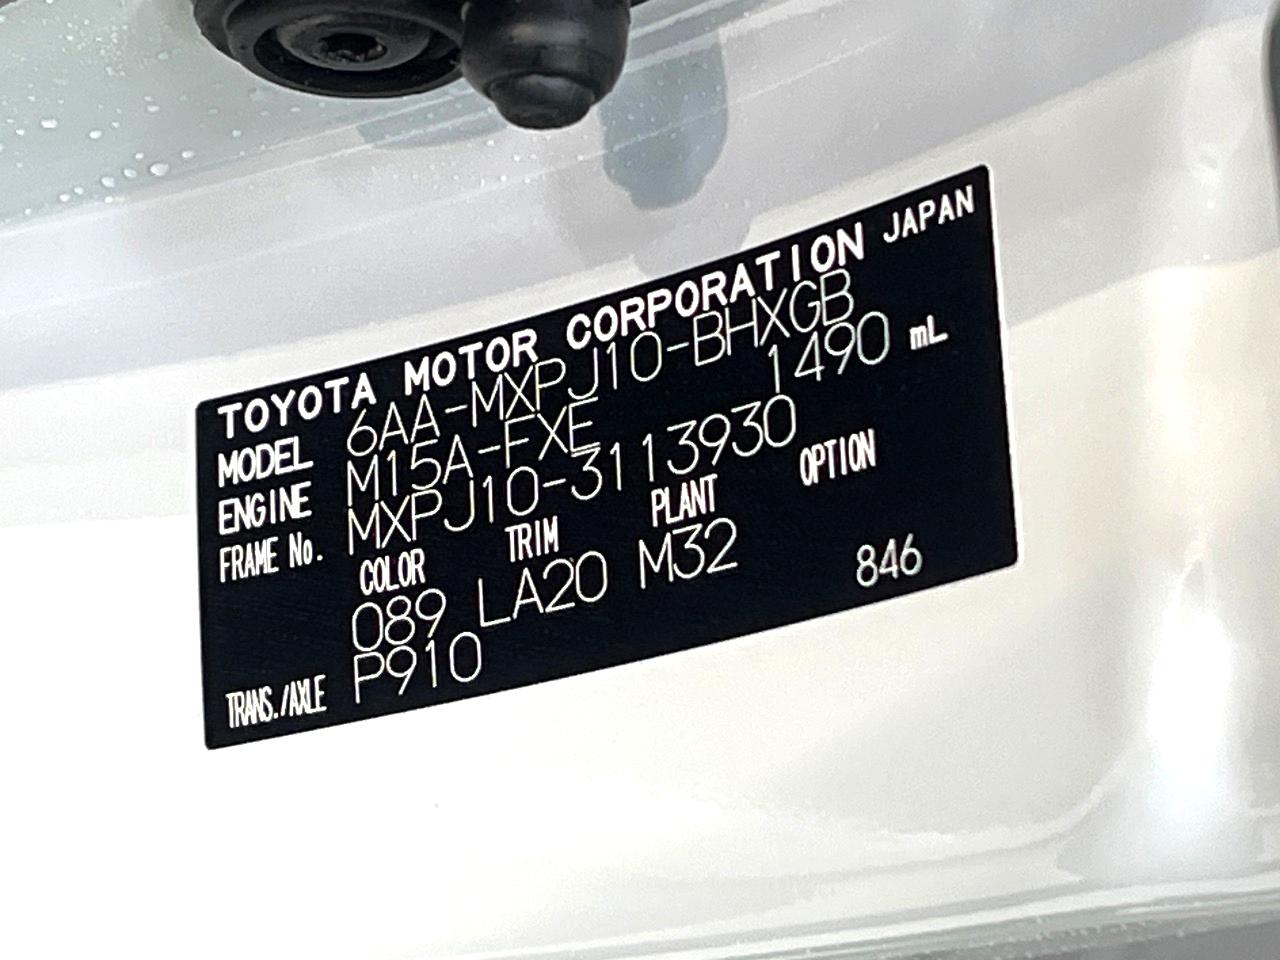 TOYOTA MOTOR CORPORATION JAPAN
MODEL 6AA-MXPJ10-BHXGB
ENGINE M15A-FXE 1490 mL
FRAME No. MXPJ10-3113930
COLOR TRIM PLANT OPTION
089 LA20 M32 846
TRANS./AXLE P910